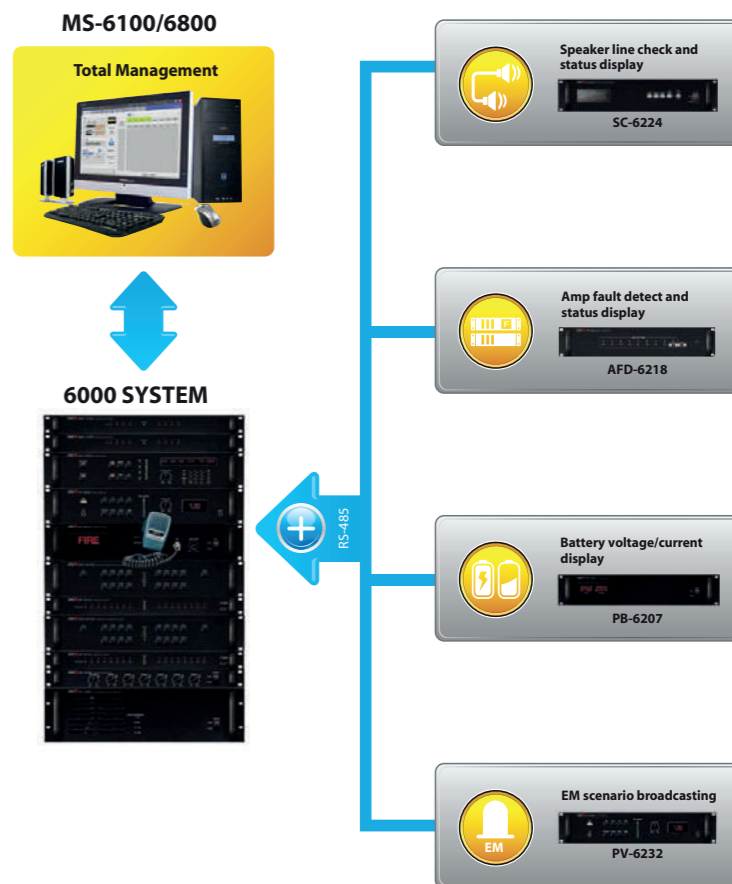 MS-6100/6800
Total Management
6000 SYSTEM
FIRE
RS-485
Speaker line check and
status display
SC-6224
Amp fault detect and
status display
AFD-6218
Battery voltage/current
display
PB-6207
EM scenario broadcasting
EM
PV-6232